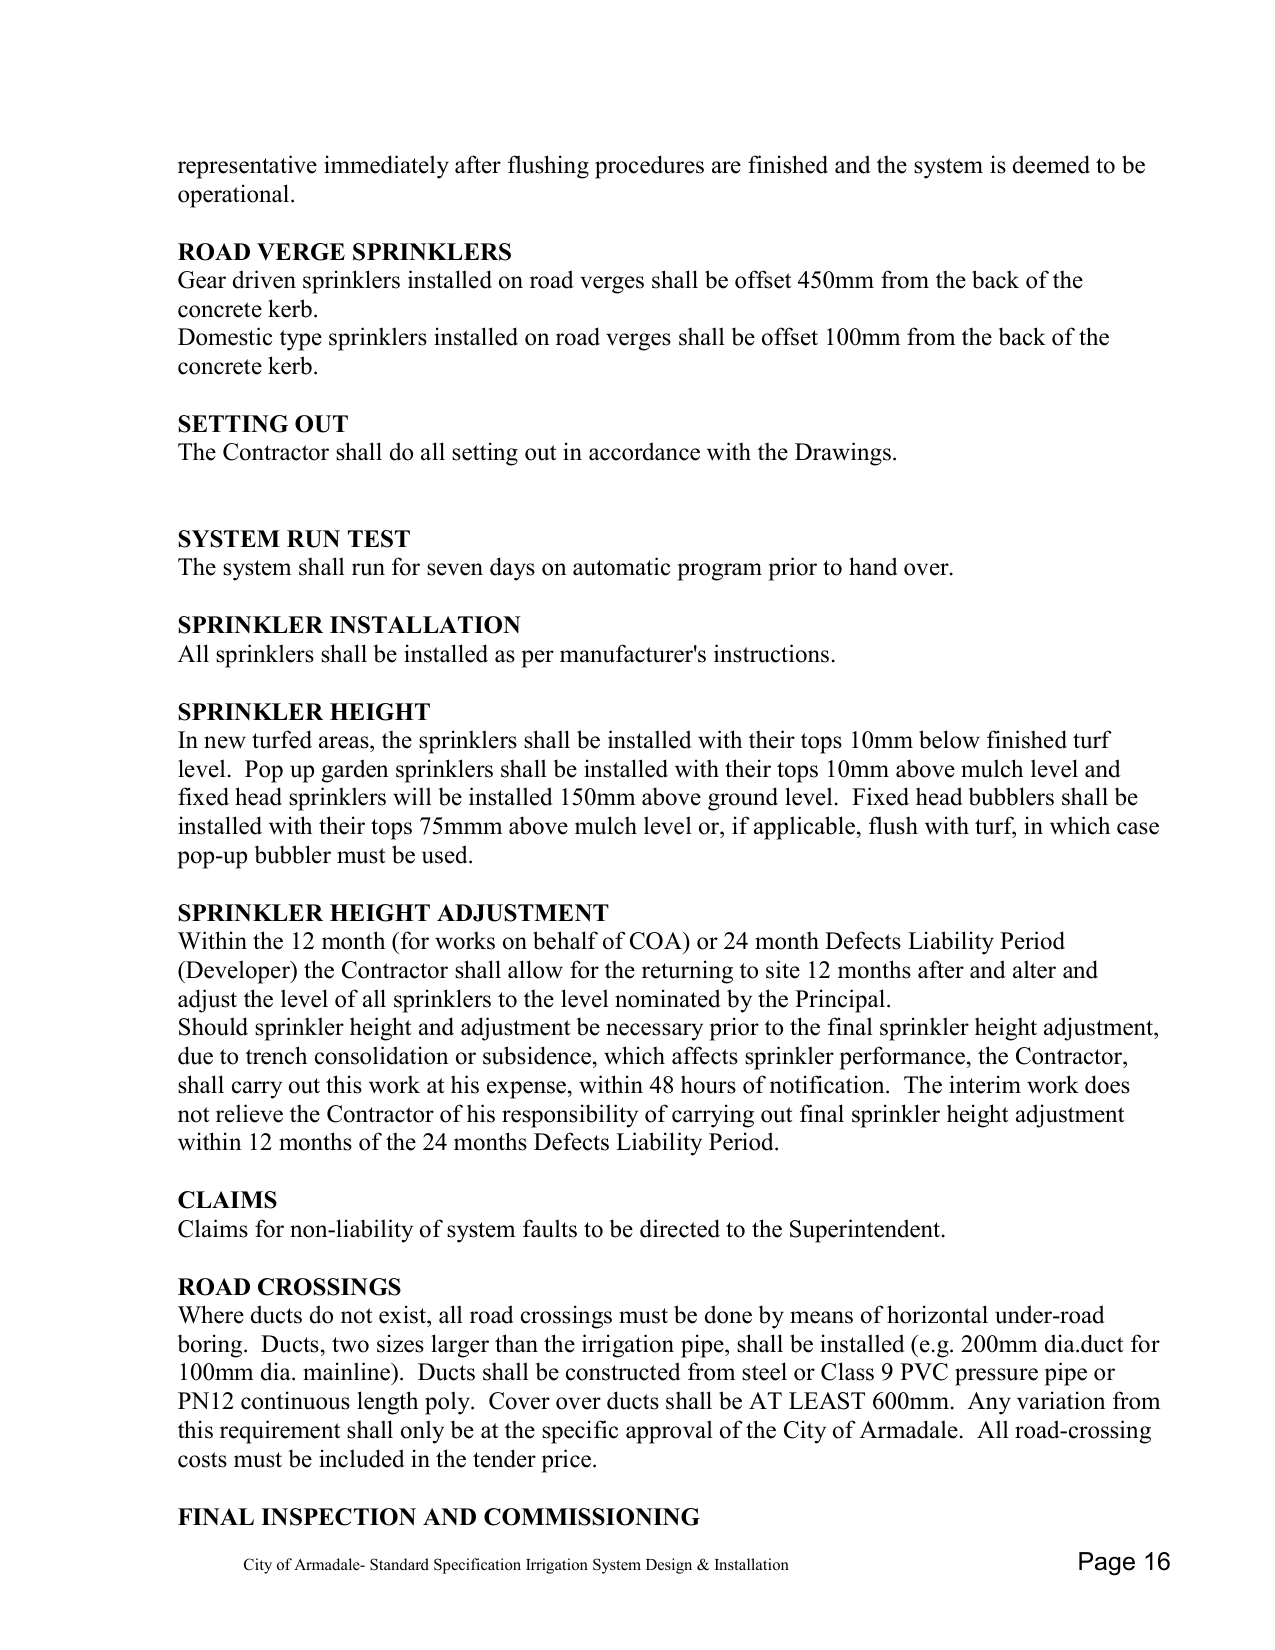 representative immediately after flushing procedures are finished and the system is deemed to be
operational.
ROAD VERGE SPRINKLERS
Gear driven sprinklers installed on road verges shall be offset 450mm from the back of the
concrete kerb.
Domestic type sprinklers installed on road verges shall be offset 100mm from the back of the
concrete kerb.
SETTING OUT
The Contractor shall do all setting out in accordance with the Drawings.
SYSTEM RUN TEST
The system shall run for seven days on automatic program prior to hand over.
SPRINKLER INSTALLATION
All sprinklers shall be installed as per manufacturer's instructions.
SPRINKLER HEIGHT
In new turfed areas, the sprinklers shall be installed with their tops 10mm below finished turf
level.  Pop up garden sprinklers shall be installed with their tops 10mm above mulch level and
fixed head sprinklers will be installed 150mm above ground level.  Fixed head bubblers shall be
installed with their tops 75mmm above mulch level or, if applicable, flush with turf, in which case
pop-up bubbler must be used.
SPRINKLER HEIGHT ADJUSTMENT
Within the 12 month (for works on behalf of COA) or 24 month Defects Liability Period
(Developer) the Contractor shall allow for the returning to site 12 months after and alter and
adjust the level of all sprinklers to the level nominated by the Principal.
Should sprinkler height and adjustment be necessary prior to the final sprinkler height adjustment,
due to trench consolidation or subsidence, which affects sprinkler performance, the Contractor,
shall carry out this work at his expense, within 48 hours of notification.  The interim work does
not relieve the Contractor of his responsibility of carrying out final sprinkler height adjustment
within 12 months of the 24 months Defects Liability Period.
CLAIMS
Claims for non-liability of system faults to be directed to the Superintendent.
ROAD CROSSINGS
Where ducts do not exist, all road crossings must be done by means of horizontal under-road
boring.  Ducts, two sizes larger than the irrigation pipe, shall be installed (e.g. 200mm dia.duct for
100mm dia. mainline).  Ducts shall be constructed from steel or Class 9 PVC pressure pipe or
PN12 continuous length poly.  Cover over ducts shall be AT LEAST 600mm.  Any variation from
this requirement shall only be at the specific approval of the City of Armadale.  All road-crossing
costs must be included in the tender price.
FINAL INSPECTION AND COMMISSIONING
City of Armadale- Standard Specification Irrigation System Design & Installation
Page 16